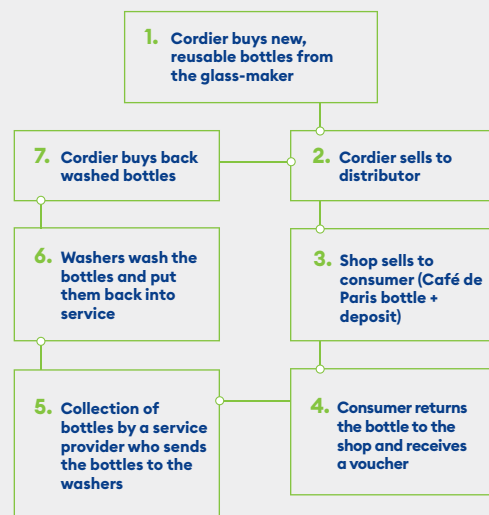 1. Cordier buys new,
reusable bottles from
the glass-maker
2. Cordier sells to
distributor
3. Shop sells to
consumer (Café de
Paris bottle +
deposit)
4. Consumer returns
the bottle to the
shop and receives
a voucher
5. Collection of
bottles by a service
provider who sends
the bottles to the
washers
6. Washers wash the
bottles and put
them back into
service
7. Cordier buys back
washed bottles